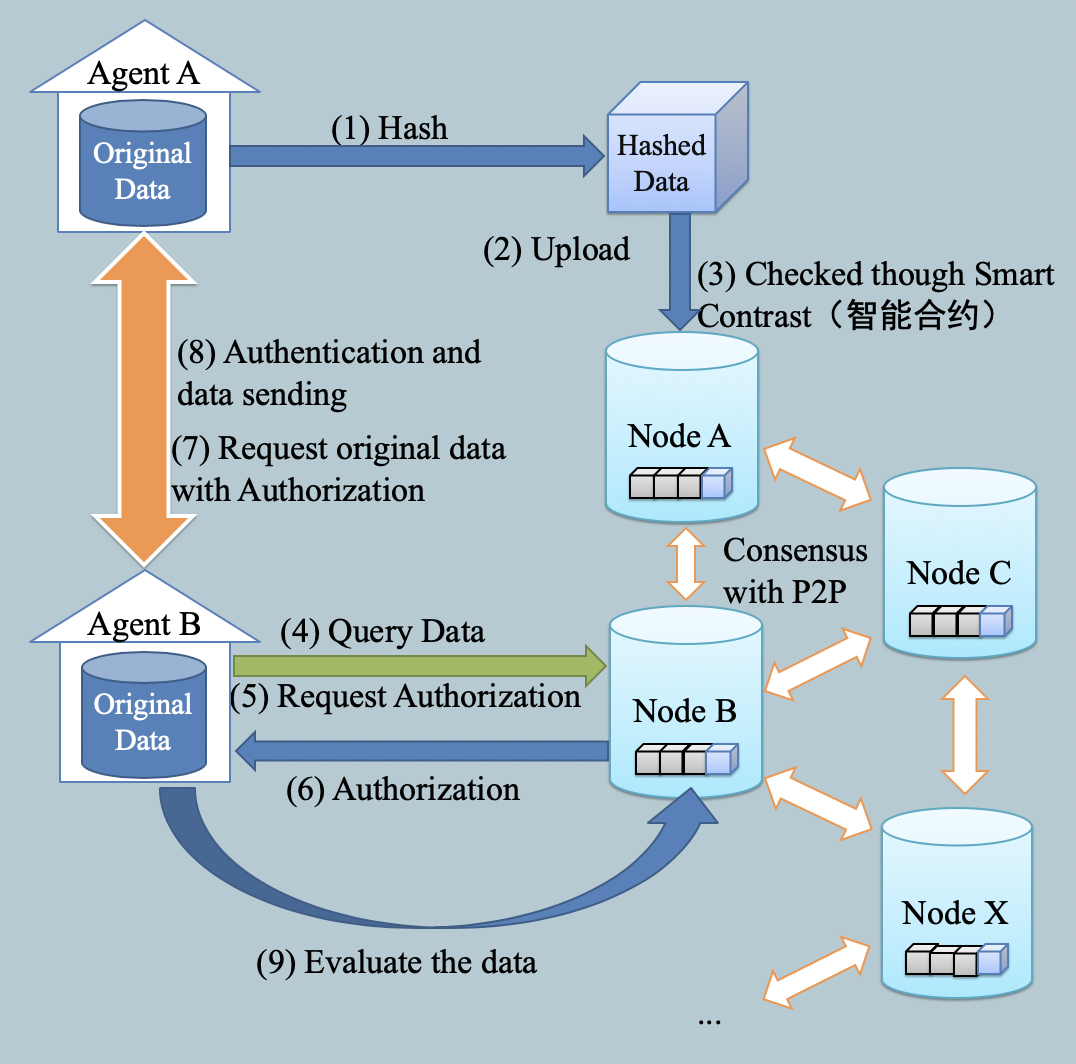 Agent A
Original
Data
(1) Hash
Hashed
Data
(2) Upload
(3) Checked though Smart
Contrast（智能合约）
(8) Authentication and
data sending
(7) Request original data
with Authorization
Node A
Consensus
with P2P
Node C
Agent B
Original
Data
(4) Query Data
(5) Request Authorization
(6) Authorization
Node B
Node X
(9) Evaluate the data
...